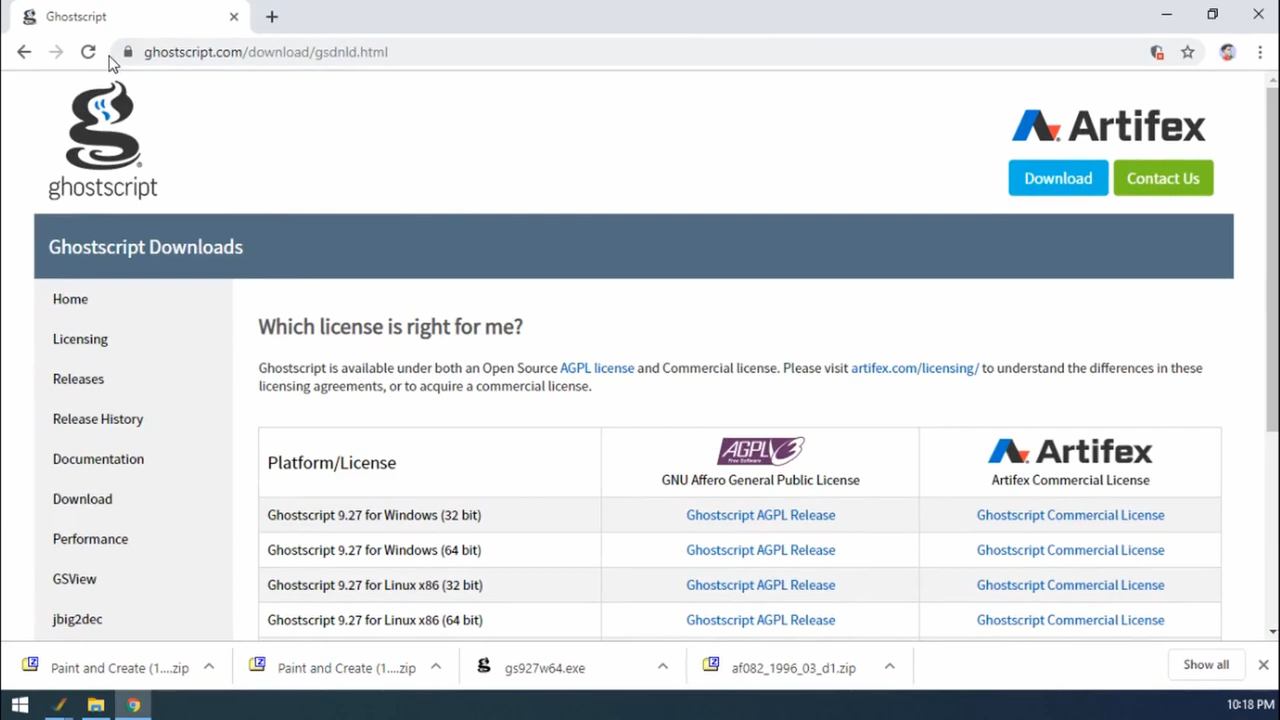 Ghostscript
ghostscript.com/download/gsdnld.html
ghostscript
Artifex
Download
Contact Us
Ghostscript Downloads
Home
Licensing
Releases
Release History
Documentation
Download
Performance
GSView
jbig2dec
Which license is right for me?
Ghostscript is available under both an Open Source AGPL license and Commercial license. Please visit artifex.com/licensing/ to understand the differences in these
licensing agreements, or to acquire a commercial license.
Platform/License
AGPLv3
Free Software
GNU Affero General Public License
Artifex
Artifex Commercial License
Ghostscript 9.27 for Windows (32 bit) Ghostscript AGPL Release Ghostscript Commercial License
Ghostscript 9.27 for Windows (64 bit) Ghostscript AGPL Release Ghostscript Commercial License
Ghostscript 9.27 for Linux x86 (32 bit) Ghostscript AGPL Release Ghostscript Commercial License
Ghostscript 9.27 for Linux x86 (64 bit) Ghostscript AGPL Release Ghostscript Commercial License
Paint and Create (1....zip
Paint and Create (1....zip
gs927w64.exe
af082_1996_03_d1.zip
Show all
10:18 PM